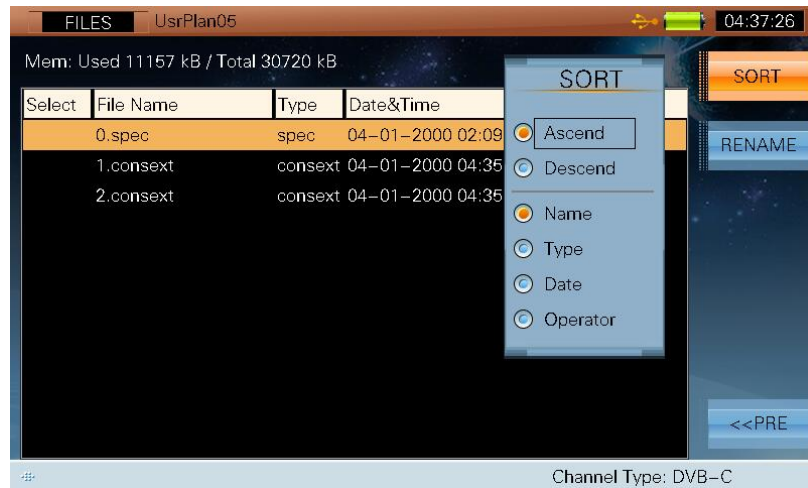 FILES UsrPlan05 04:37:26
Mem: Used 11157 kB / Total 30720 kB
SORT
SORT
Select File Name Type Date&Time
0.spec spec 04-01-2000 02:09
Ascend
RENAME
1.consext consext 04-01-2000 04:35
Descend
2.consext consext 04-01-2000 04:35
Name
Type
Date
Operator
<<PRE
Channel Type: DVB-C